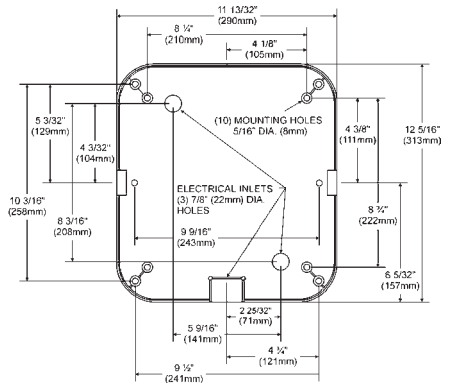 11 13/32"
(290mm)
8 ¼"
(210mm)
4 1/8"
(105mm)
5 3/32"
(129mm)
4 3/32"
(104mm)
(10) MOUNTING HOLES
5/16" DIA. (8mm)
4 3/8"
(111mm)
12 5/16"
(313mm)
10 3/16"
(258mm)
8 3/16"
(208mm)
ELECTRICAL INLETS
(3) 7/8" (22mm) DIA.
HOLES
8 ¾"
(222mm)
9 9/16"
(243mm)
6 5/32"
(157mm)
2 25/32"
(71mm)
5 9/16"
(141mm)
4 ¾"
(121mm)
9 ½"
(241mm)